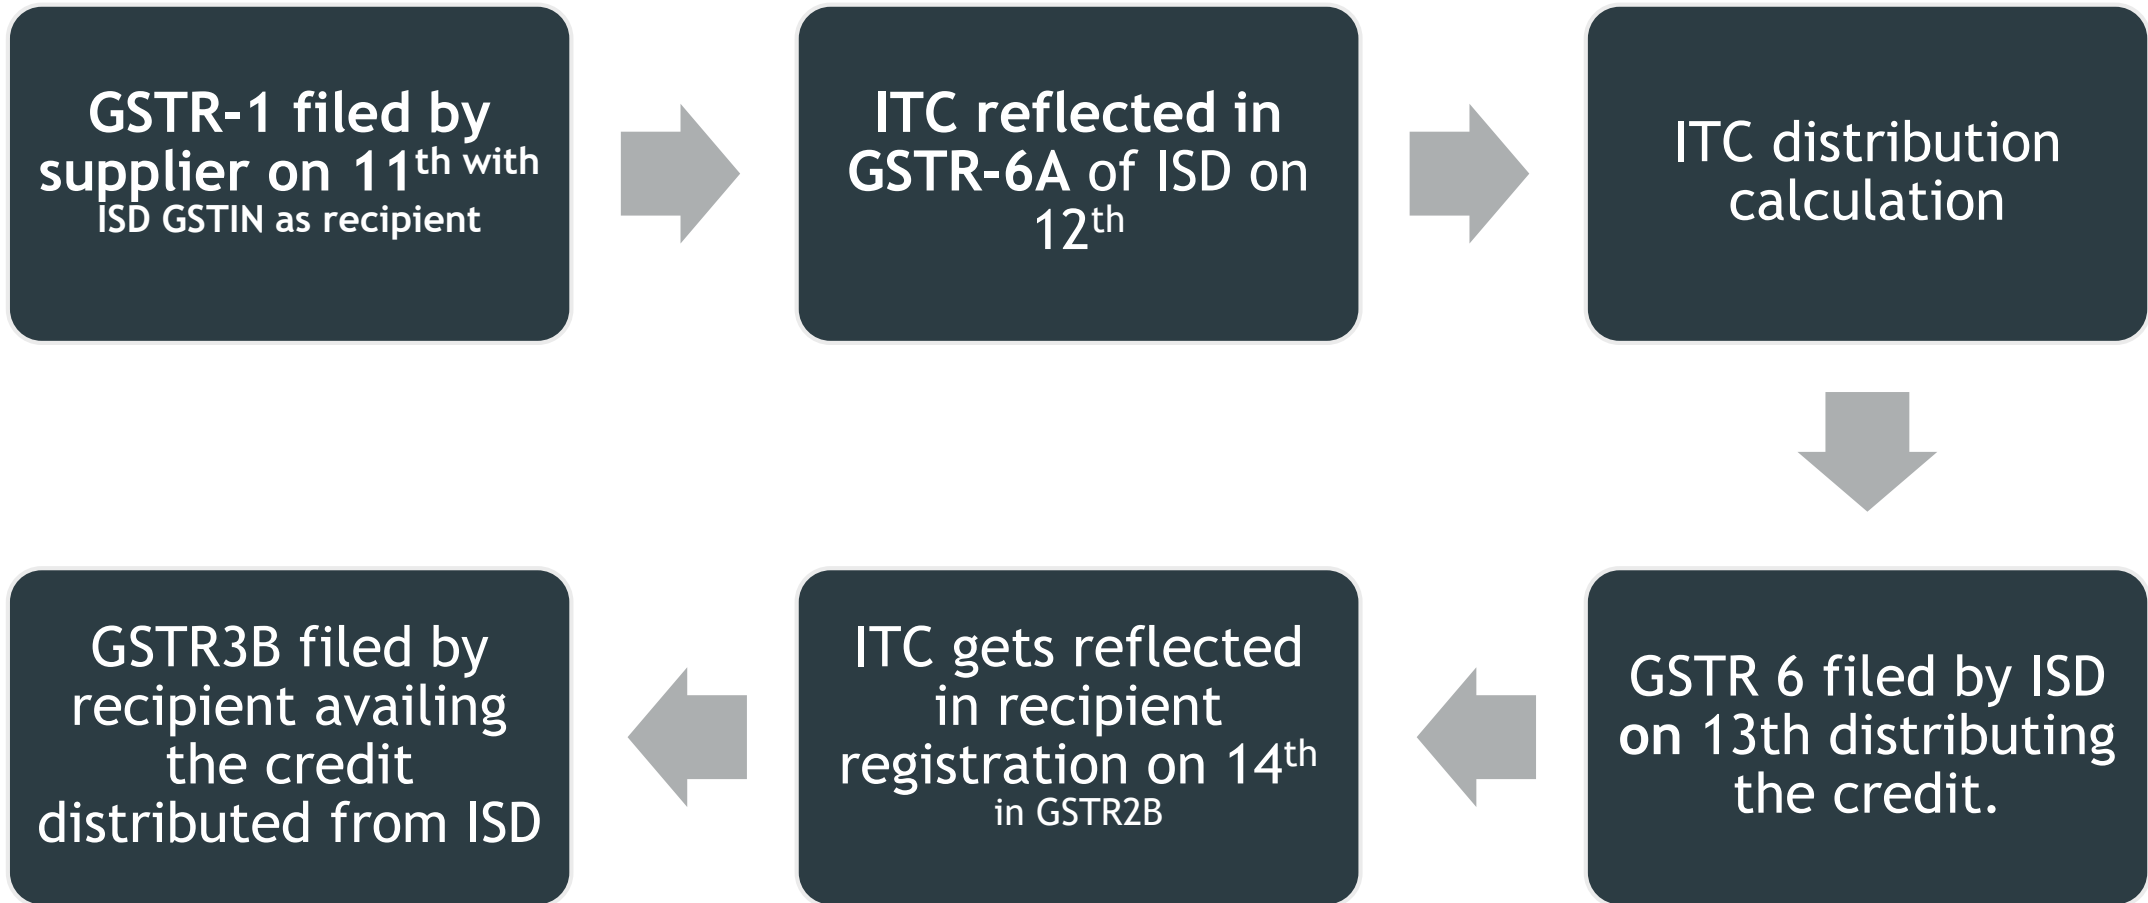 GSTR-1 filed by
supplier on 11th with
ISD GSTIN as recipient
ITC reflected in
GSTR-6A of ISD on
12th
ITC distribution
calculation
GSTR 6 filed by ISD
on 13th distributing
the credit.
ITC gets reflected
in recipient
registration on 14th
in GSTR2B
GSTR3B filed by
recipient availing
the credit
distributed from ISD